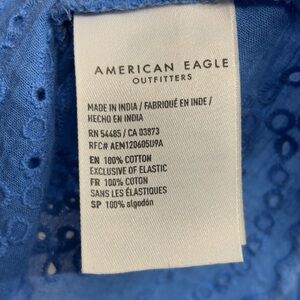 AMERICAN EAGLE
OUTFITTERS
MADE IN INDIA / FABRIQUÉ EN INDE /
HECHO EN INDIA
RN 54485 / CA 03873
RFC# AEM120605U9A
EN 100% COTTON
EXCLUSIVE OF ELASTIC
FR 100% COTON
SANS LES ÉLASTIQUES
SP 100% algodón